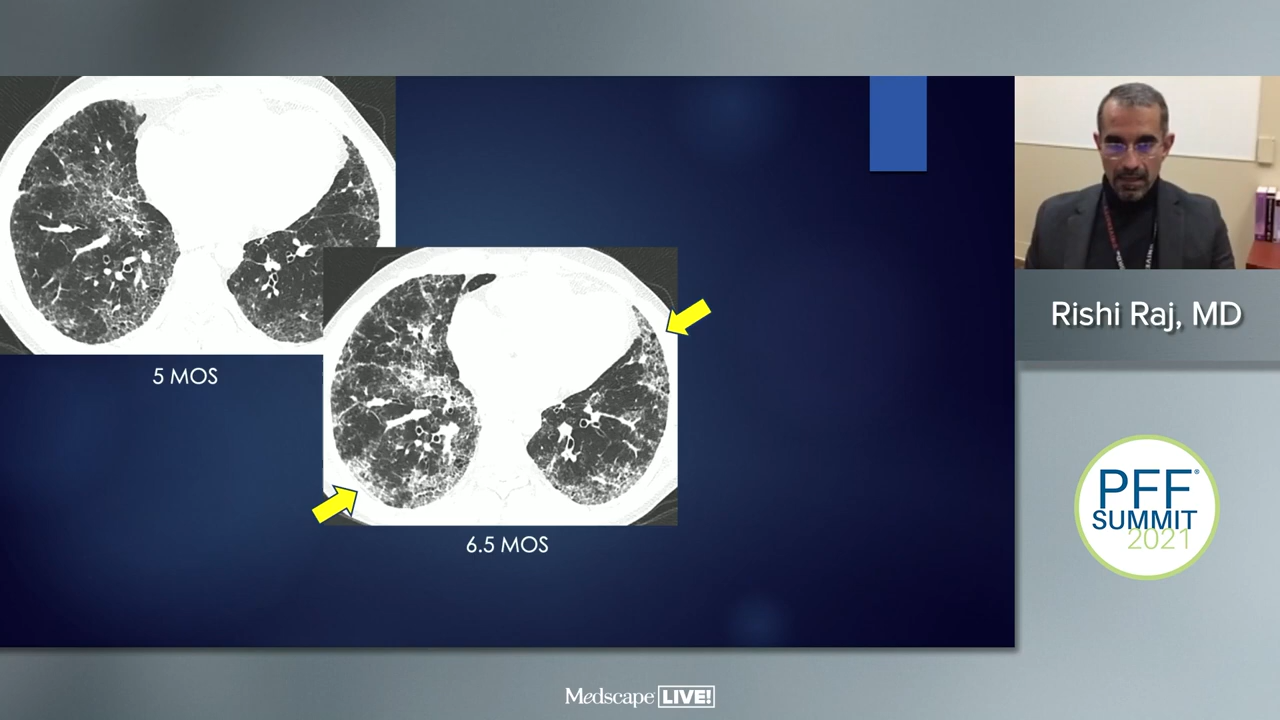 5 MOS
6.5 MOS
Rishi Raj, MD
PFF®
SUMMIT
2021
Medscape LIVE!